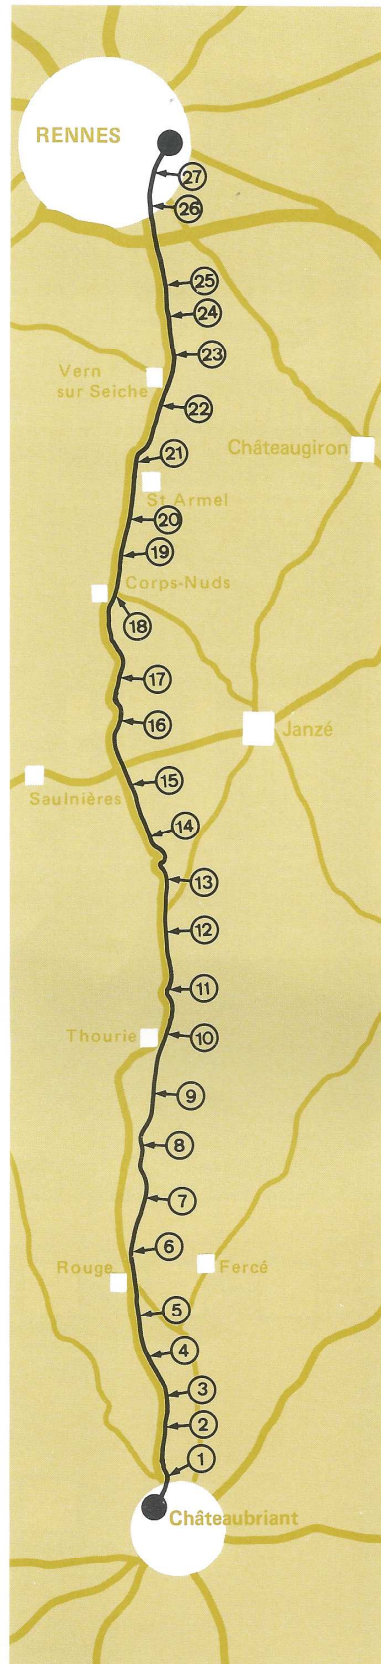 RENNES
27
26
25
24
23
Vern
sur Seiche
22
Châteaugiron
21
St Armel
20
19
Corps-Nuds
18
17
16
Janzé
15
Saulnières
14
13
12
11
Thourie
10
9
8
7
6
Rouge
Fercé
5
4
3
2
1
Châteaubriant